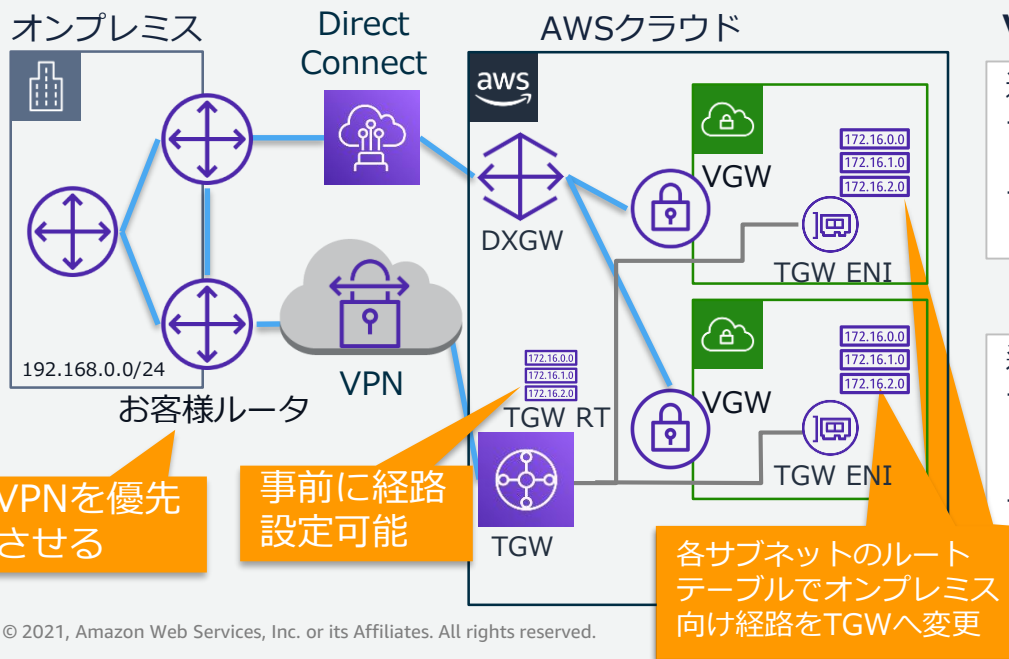 オンプレミス
Direct
Connect
AWSクラウド
aws
172.16.0.0
172.16.1.0
172.16.2.0
VGW
DXGW
TGW ENI
172.16.0.0
172.16.1.0
172.16.2.0
192.168.0.0/24
VPN
172.16.0.0
172.16.1.0
172.16.2.0
TGW RT
VGW
お客様ルータ
TGW ENI
VPNを優先
させる
事前に経路
設定可能
TGW
各サブネットのルート
テーブルでオンプレミス
向け経路をTGWへ変更
© 2021, Amazon Web Services, Inc. or its Affiliates. All rights reserved.